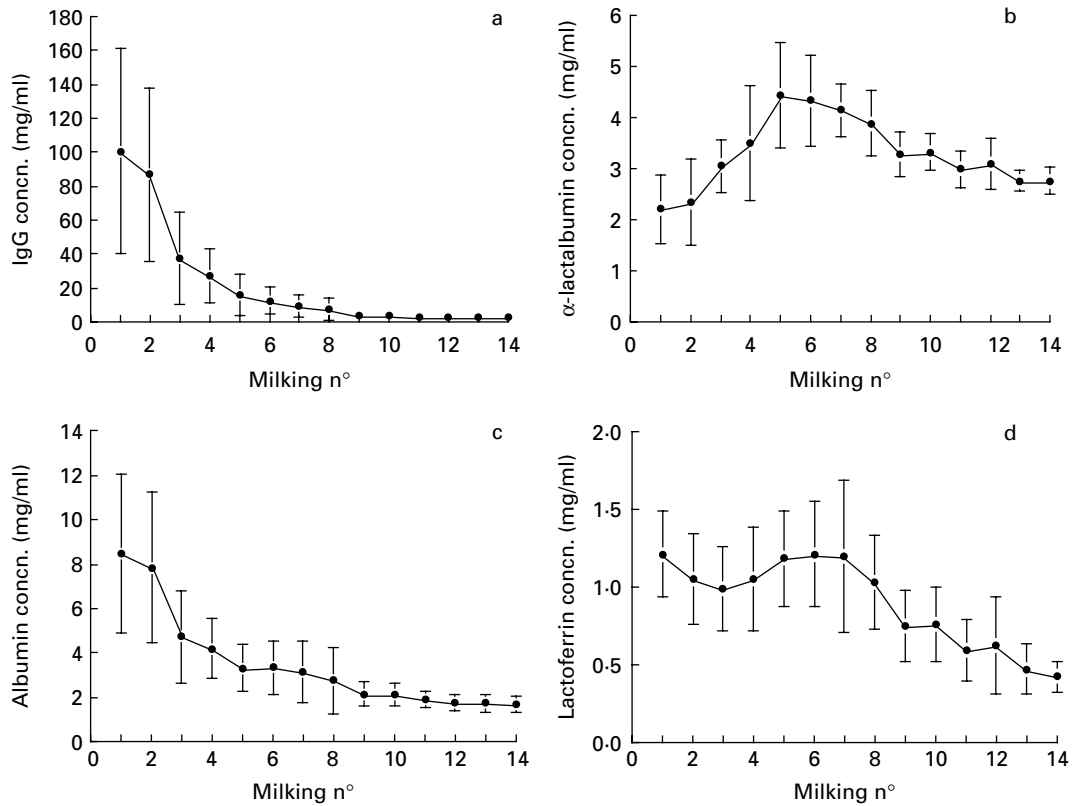 a
IgG concn. (mg/ml)
180
160
140
120
100
80
60
40
20
0
0 2 4 6 8 10 12 14
Milking n°
b
α-lactalbumin concn. (mg/ml)
6
5
4
3
2
1
0
0 2 4 6 8 10 12 14
Milking n°
c
Albumin concn. (mg/ml)
14
12
10
8
6
4
2
0
0 2 4 6 8 10 12 14
Milking n°
d
Lactoferrin concn. (mg/ml)
2·0
1·5
1·0
0·5
0·0
0 2 4 6 8 10 12 14
Milking n°